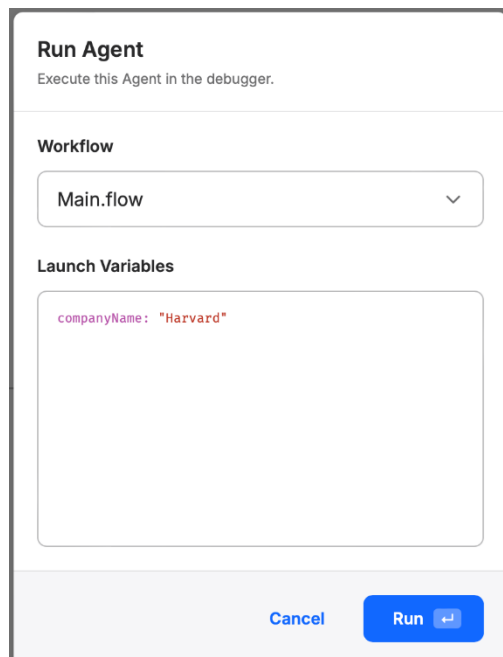 Run Agent
Execute this Agent in the debugger.
Workflow
Main.flow
Launch Variables
companyName: "Harvard"
Cancel
Run ↵